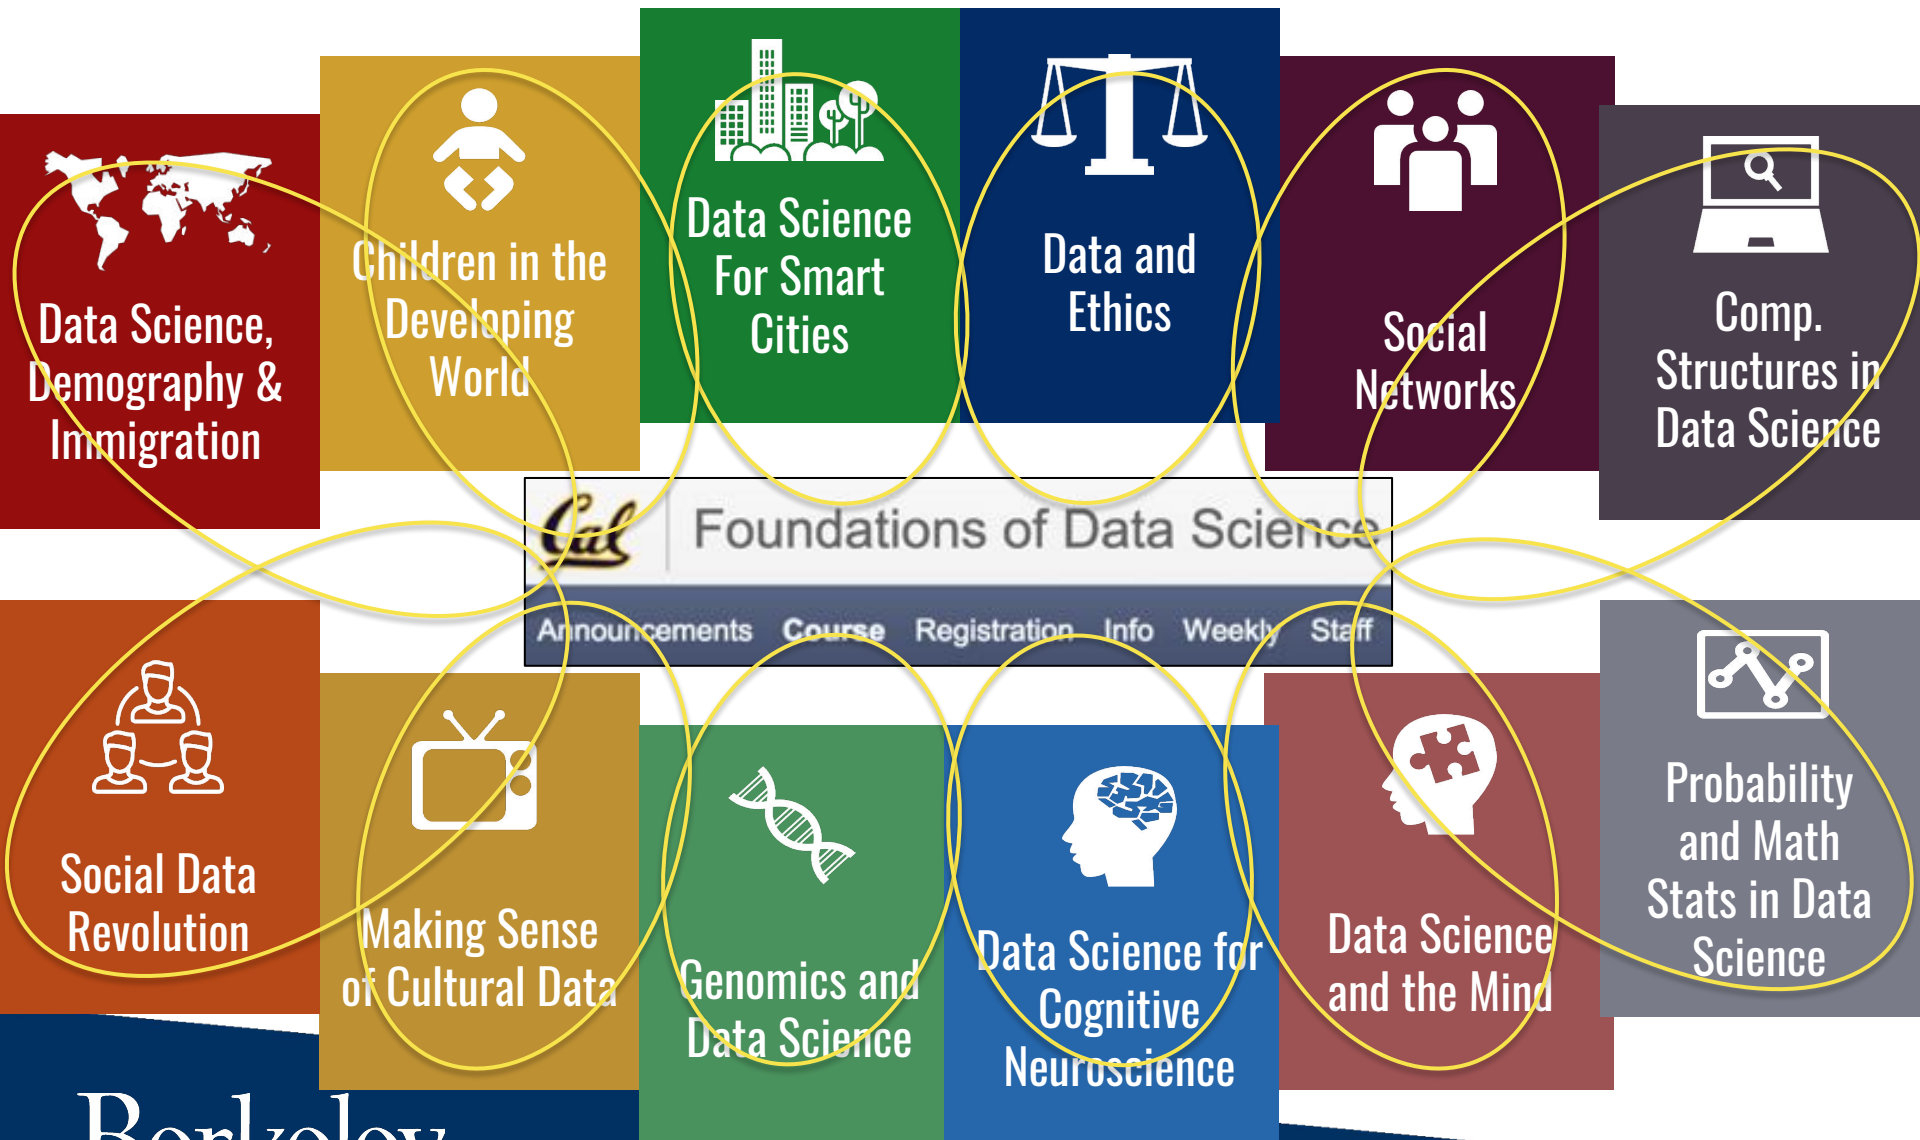 Data Science,
Demography &
Immigration
Children in the
Developing
World
Data Science
For Smart
Cities
Data and
Ethics
Social
Networks
Comp.
Structures in
Data Science
Cal
Foundations of Data Science
Announcements Course Registration Info Weekly Staff
Social Data
Revolution
Making Sense
of Cultural Data
Genomics and
Data Science
Data Science for
Cognitive
Neuroscience
Data Science
and the Mind
Probability
and Math
Stats in Data
Science
Berkeley